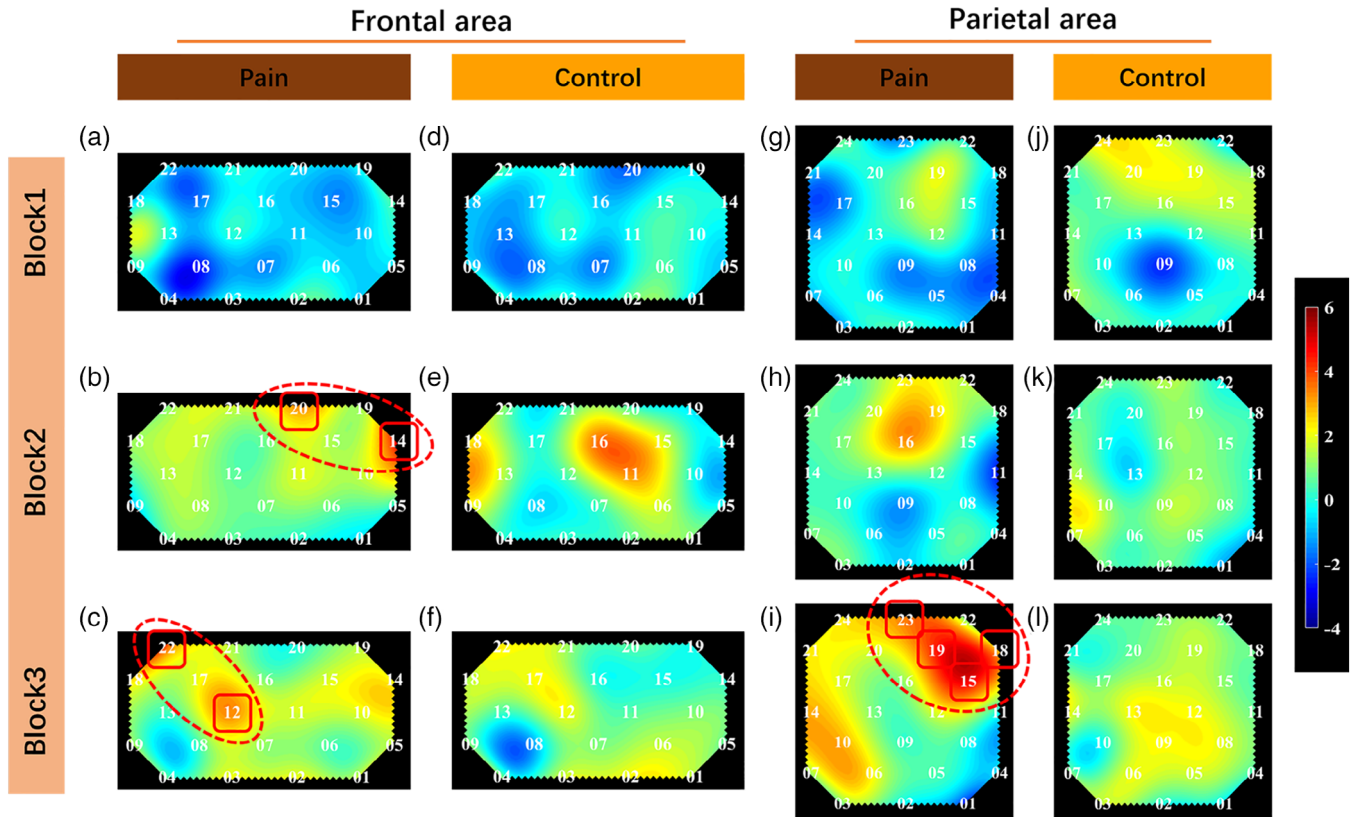 Frontal area
Parietal area
Pain
Control
Pain
Control
Block1
(a)
22 21 20 19
18 17 16 15 14
13 12 11 10
09 08 07 06 05
04 03 02 01
(d)
22 21 20 19
18 17 16 15 14
13 12 11 10
09 08 07 06 05
04 03 02 01
(g)
24 23 22
21 20 19 18
17 16 15
14 13 12 11
10 09 08
07 06 05 04
03 02 01
(j)
24 23 22
21 20 19 18
17 16 15
14 13 12 11
10 09 08
07 06 05 04
03 02 01
Block2
(b)
22 21 20 19
18 17 16 15 14
13 12 11 10
09 08 07 06 05
04 03 02 01
(e)
22 21 20 19
18 17 16 15 14
13 12 11 10
09 08 07 06 05
04 03 02 01
(h)
24 23 22
21 20 19 18
17 16 15
14 13 12 11
10 09 08
07 06 05 04
03 02 01
(k)
24 23 22
21 20 19 18
17 16 15
14 13 12 11
10 09 08
07 06 05 04
03 02 01
Block3
(c)
22 21 20 19
18 17 16 15 14
13 12 11 10
09 08 07 06 05
04 03 02 01
(f)
22 21 20 19
18 17 16 15 14
13 12 11 10
09 08 07 06 05
04 03 02 01
(i)
24 23 22
21 20 19 18
17 16 15
14 13 12 11
10 09 08
07 06 05 04
03 02 01
(l)
24 23 22
21 20 19 18
17 16 15
14 13 12 11
10 09 08
07 06 05 04
03 02 01
6
4
2
0
-2
-4